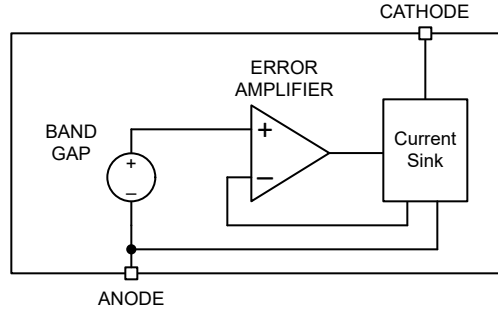 CATHODE
ERROR
AMPLIFIER
BAND
GAP
+
+
Current
Sink
−
−
ANODE